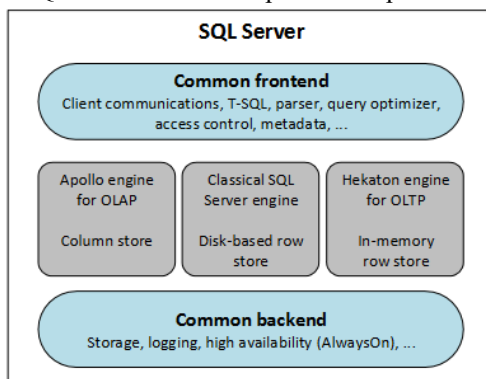 SQL Server
Common frontend
Client communications, T-SQL, parser, query optimizer,
access control, metadata, ...
Apollo engine
for OLAP
Column store
Classical SQL
Server engine
Disk-based row
store
Hekaton engine
for OLTP
In-memory
row store
Common backend
Storage, logging, high availability (AlwaysOn), ...